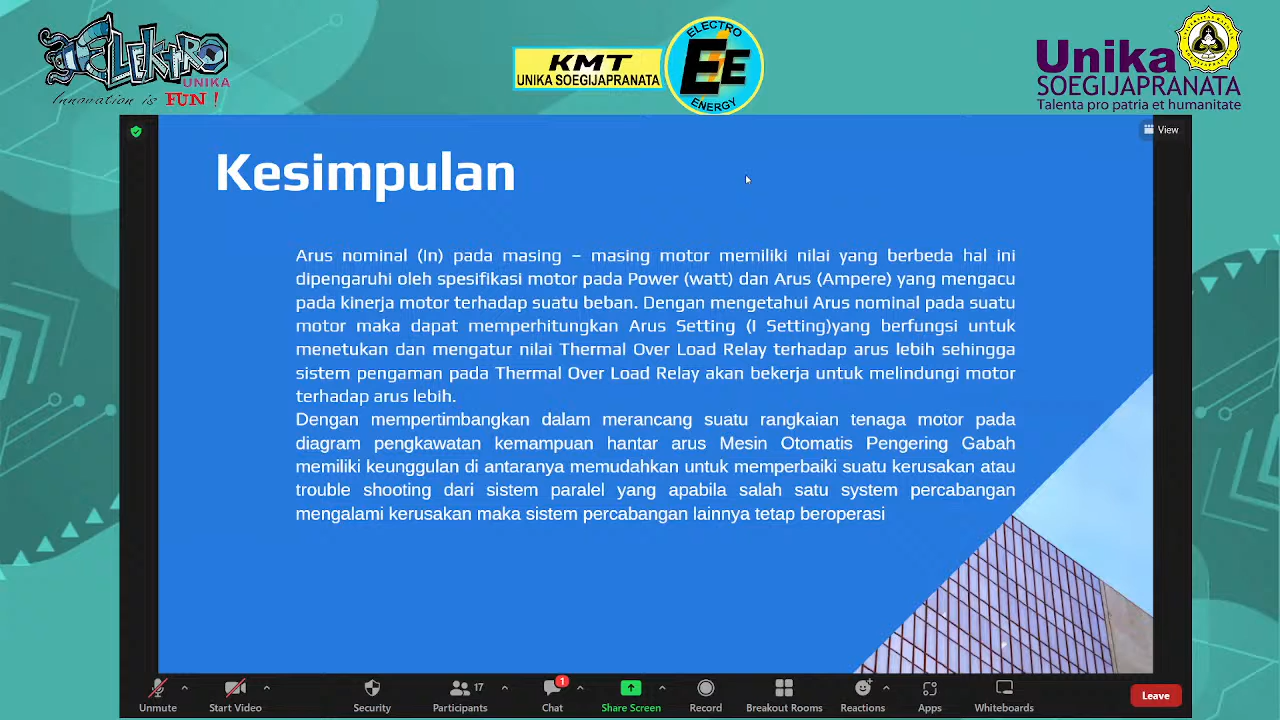 ELEKTRO
UNIKA
Innovation is FUN !
KMT
UNIKA SOEGIJAPRANATA
ELECTRO
EE
ENERGY
Unika
SOEGIJAPRANATA
Talenta pro patria et humanitate
View
Kesimpulan
Arus nominal (In) pada masing – masing motor memiliki nilai yang berbeda hal ini
dipengaruhi oleh spesifikasi motor pada Power (watt) dan Arus (Ampere) yang mengacu
pada kinerja motor terhadap suatu beban. Dengan mengetahui Arus nominal pada suatu
motor maka dapat memperhitungkan Arus Setting (I Setting)yang berfungsi untuk
menetukan dan mengatur nilai Thermal Over Load Relay terhadap arus lebih sehingga
sistem pengaman pada Thermal Over Load Relay akan bekerja untuk melindungi motor
terhadap arus lebih.
Dengan mempertimbangkan dalam merancang suatu rangkaian tenaga motor pada
diagram pengkawatan kemampuan hantar arus Mesin Otomatis Pengering Gabah
memiliki keunggulan di antaranya memudahkan untuk memperbaiki suatu kerusakan atau
trouble shooting dari sistem paralel yang apabila salah satu system percabangan
mengalami kerusakan maka sistem percabangan lainnya tetap beroperasi
Unmute
Start Video
Security
Participants
17
Chat
1
Share Screen
Record
Breakout Rooms
Reactions
Apps
Whiteboards
Leave